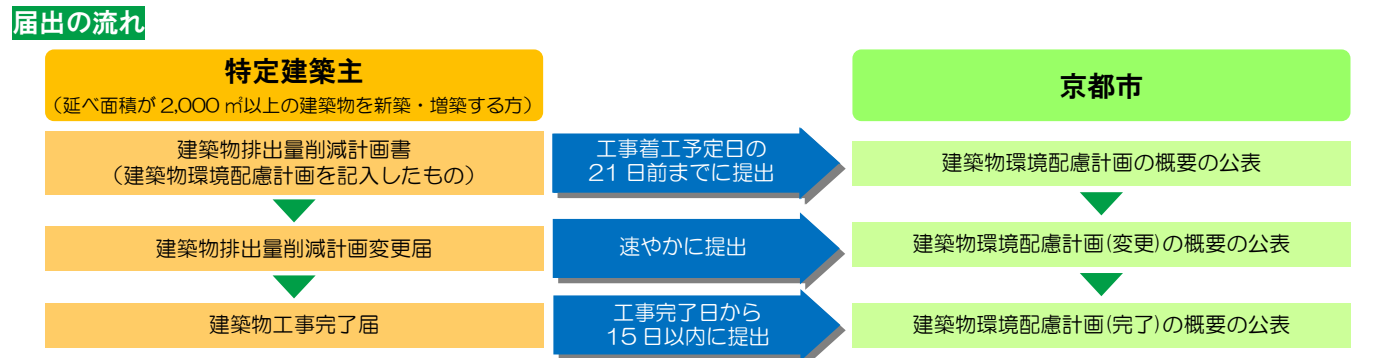 届出の流れ
特定建築主
（延べ面積が 2,000 ㎡以上の建築物を新築・増築する方）
京都市
建築物排出量削減計画書
（建築物環境配慮計画を記入したもの）
工事着工予定日の
21 日前までに提出
建築物環境配慮計画の概要の公表
建築物排出量削減計画変更届
速やかに提出
建築物環境配慮計画(変更)の概要の公表
建築物工事完了届
工事完了日から
15 日以内に提出
建築物環境配慮計画(完了)の概要の公表